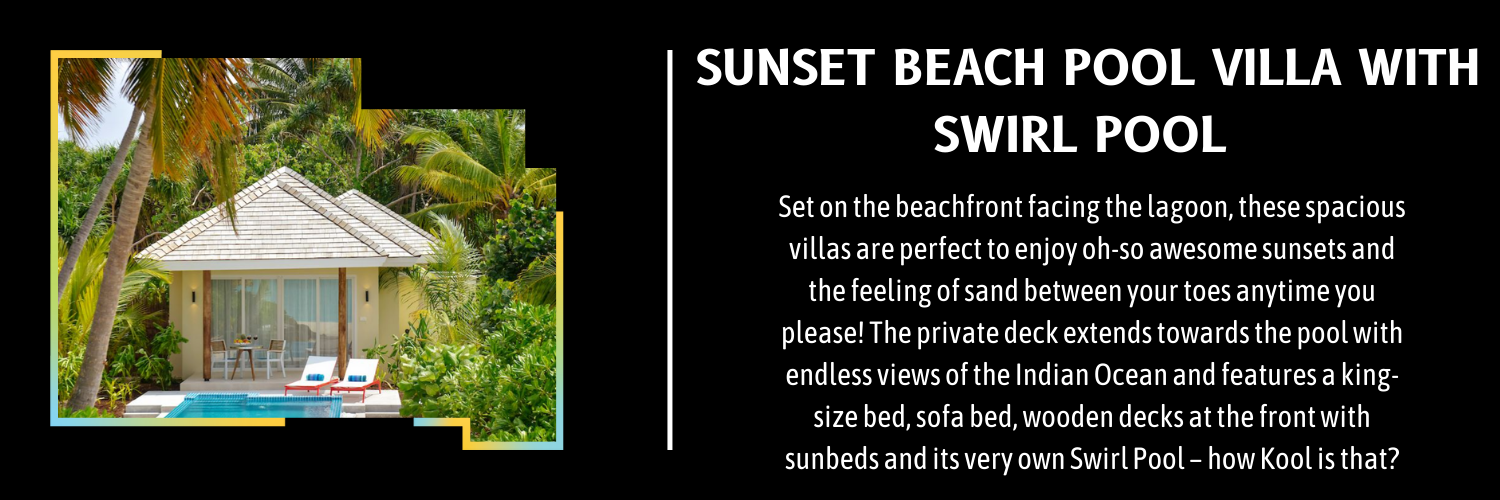 SUNSET BEACH POOL VILLA WITH
SWIRL POOL
Set on the beachfront facing the lagoon, these spacious
villas are perfect to enjoy oh-so awesome sunsets and
the feeling of sand between your toes anytime you
please! The private deck extends towards the pool with
endless views of the Indian Ocean and features a king-
size bed, sofa bed, wooden decks at the front with
sunbeds and its very own Swirl Pool – how Kool is that?